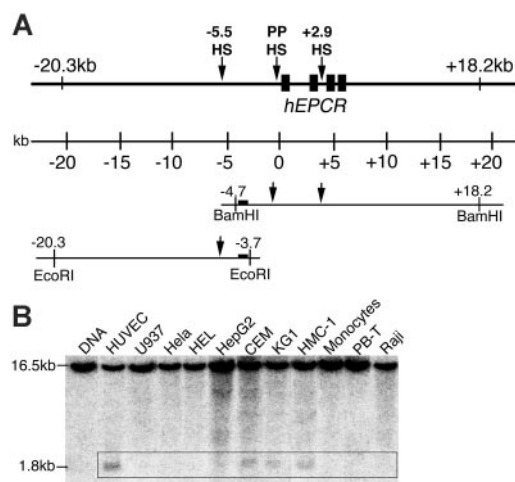 A
-5.5 PP +2.9
HS HS HS
-20.3kb +18.2kb
hEPCR
kb
-20 -15 -10 -5 0 +5 +10 +15 +20
-4.7 +18.2
BamHI BamHI
-20.3 -3.7
EcoRI EcoRI
B
DNA HUVEC U937 Hela HEL HepG2 CEM KG1 HMC-1 Monocytes PB-T Raji
16.5kb
1.8kb